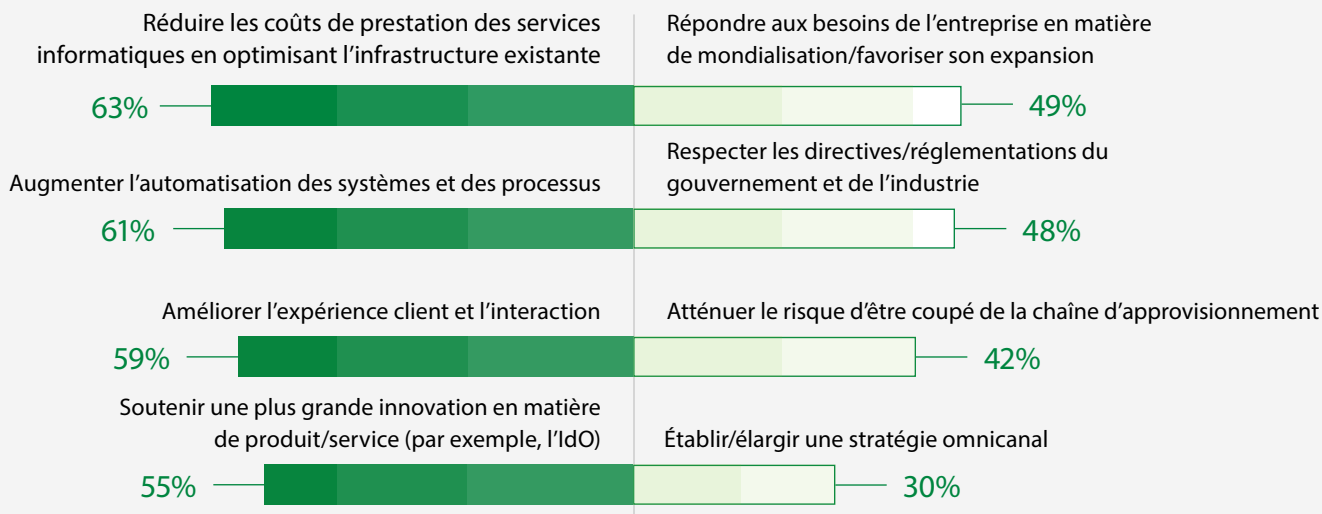 Réduire les coûts de prestation des services
informatiques en optimisant l’infrastructure existante
63%
Augmenter l’automatisation des systèmes et des processus
61%
Améliorer l’expérience client et l’interaction
59%
Soutenir une plus grande innovation en matière
de produit/service (par exemple, l’IdO)
55%
Répondre aux besoins de l’entreprise en matière
de mondialisation/favoriser son expansion
49%
Respecter les directives/réglementations du
gouvernement et de l’industrie
48%
Atténuer le risque d’être coupé de la chaîne d’approvisionnement
42%
Établir/élargir une stratégie omnicanal
30%